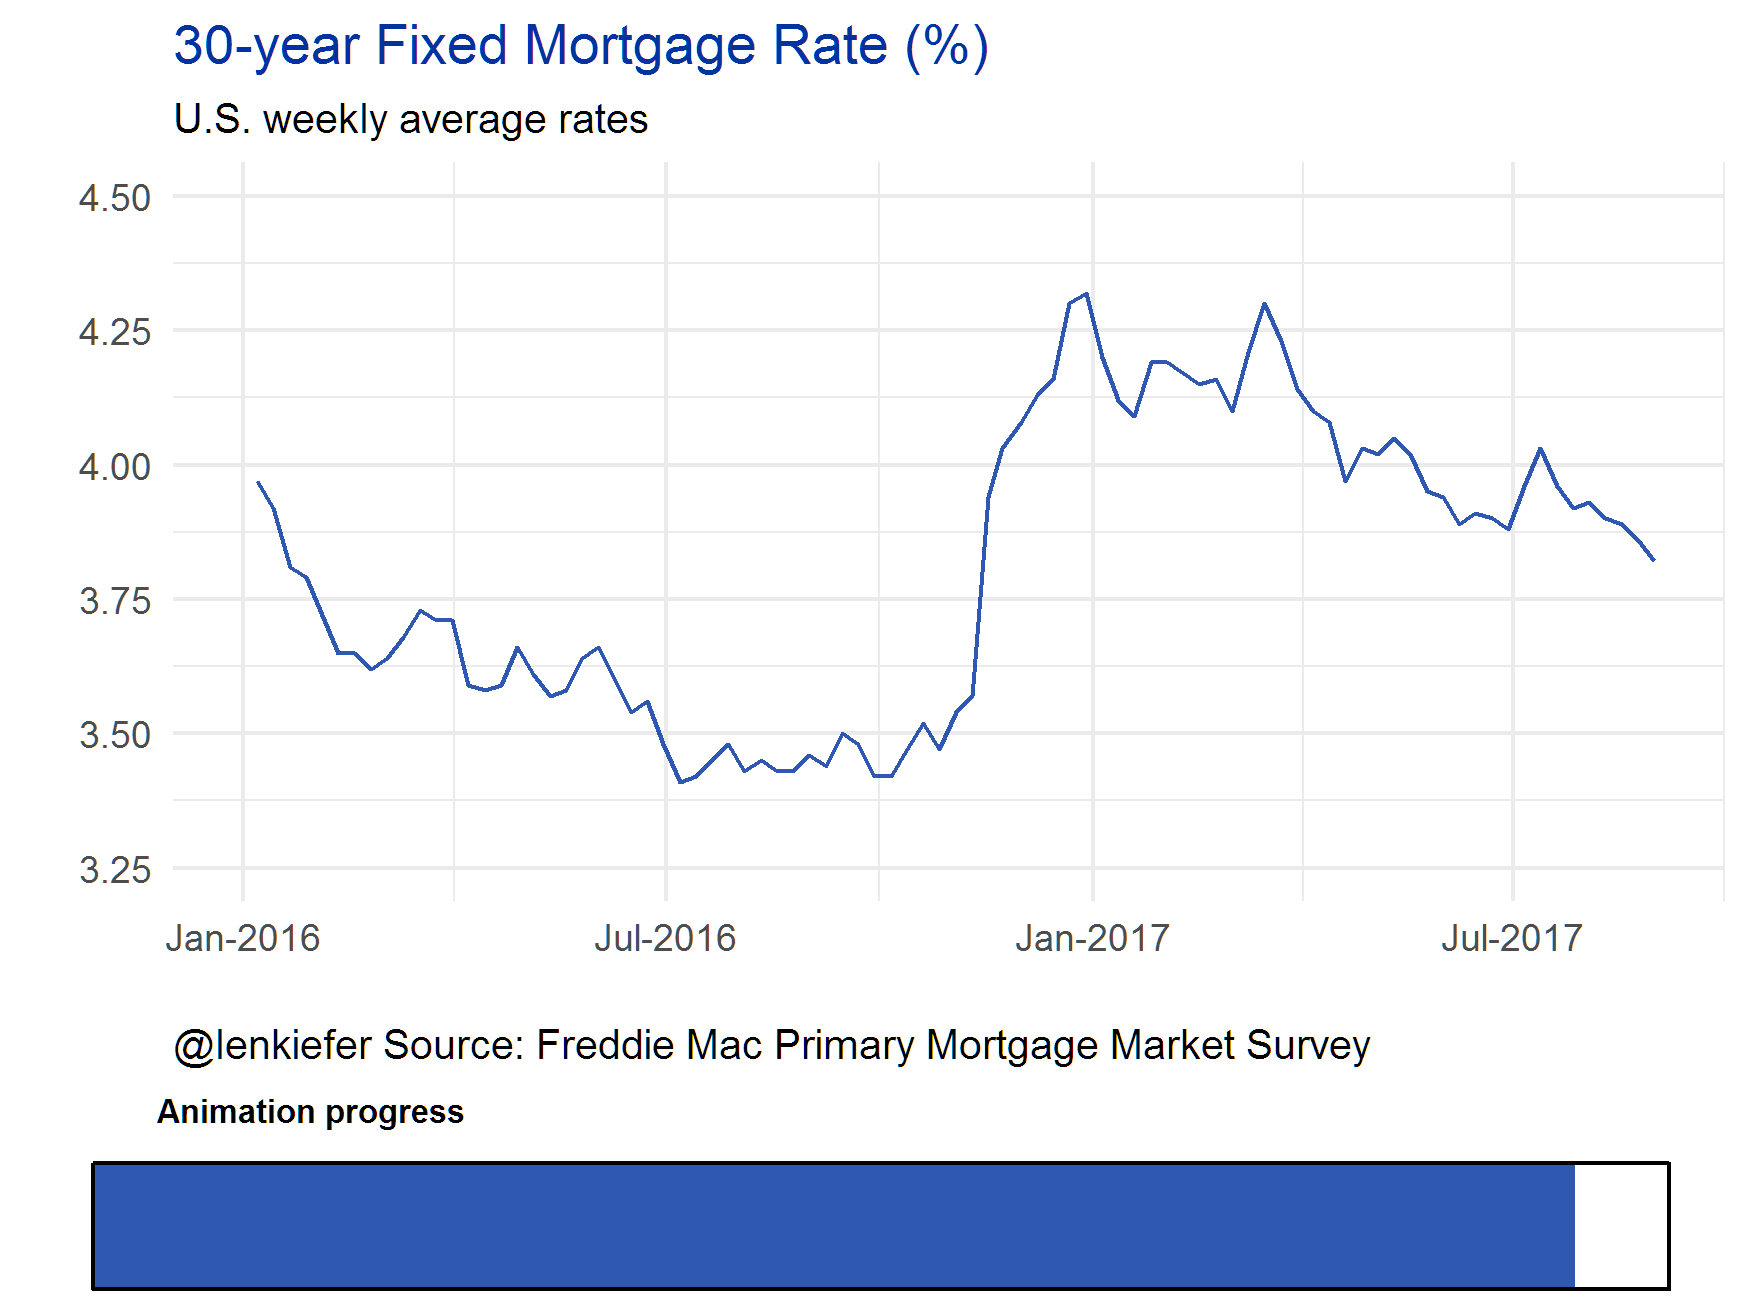 30-year Fixed Mortgage Rate (%)
U.S. weekly average rates
4.50
4.25
4.00
3.75
3.50
3.25
Jan-2016 Jul-2016 Jan-2017 Jul-2017
@lenkiefer Source: Freddie Mac Primary Mortgage Market Survey
Animation progress